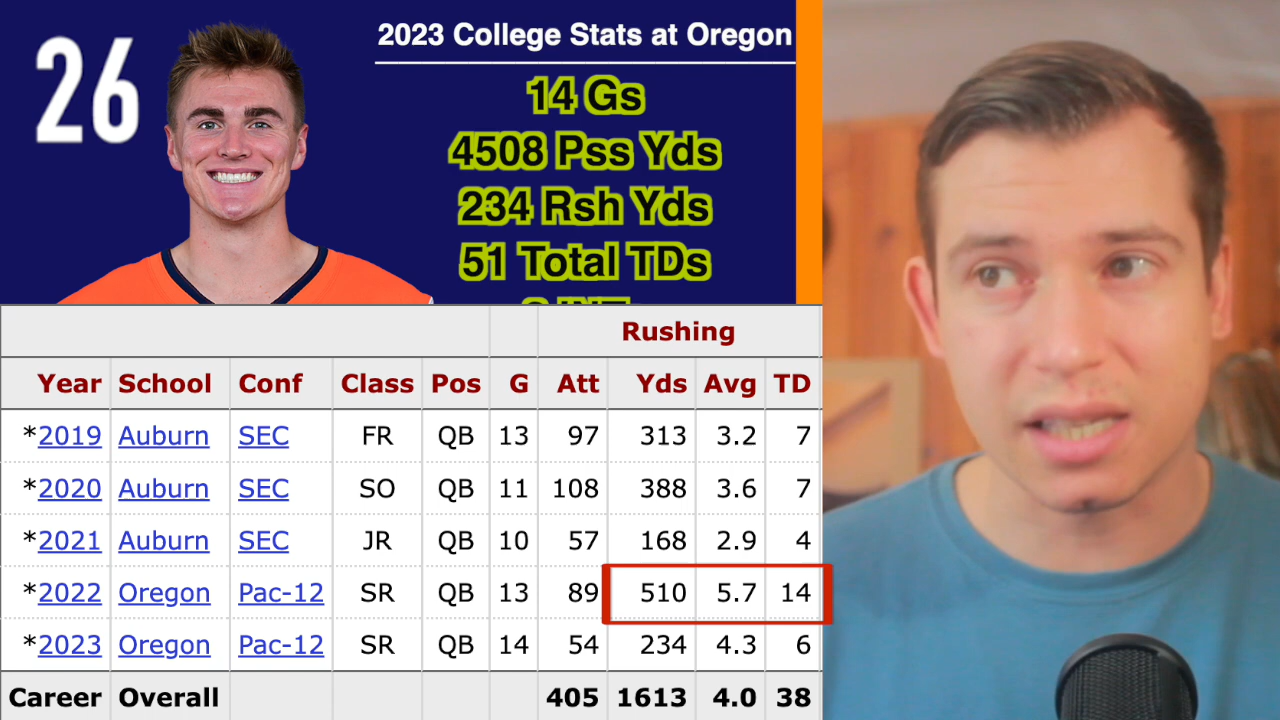 26
2023 College Stats at Oregon
14 Gs
4508 Pss Yds
234 Rsh Yds
51 Total TDs
Rushing
Year School Conf Class Pos G Att Yds Avg TD
*2019 Auburn SEC FR QB 13 97 313 3.2 7
*2020 Auburn SEC SO QB 11 108 388 3.6 7
*2021 Auburn SEC JR QB 10 57 168 2.9 4
*2022 Oregon Pac-12 SR QB 13 89 510 5.7 14
*2023 Oregon Pac-12 SR QB 14 54 234 4.3 6
Career Overall 405 1613 4.0 38